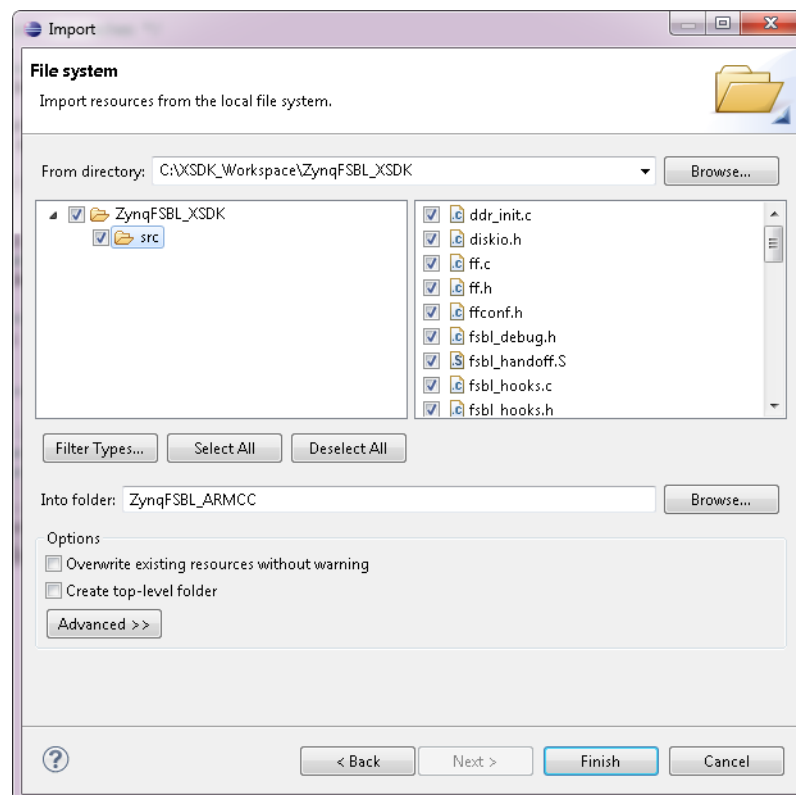 Import
File system
Import resources from the local file system.
From directory: C:\XSDK_Workspace\ZynqFSBL_XSDK Browse...
ZynqFSBL_XSDK
src
ddr_init.c
diskio.h
ff.c
ff.h
ffconf.h
fsbl_debug.h
fsbl_handoff.S
fsbl_hooks.c
fsbl_hooks.h
Filter Types... Select All Deselect All
Into folder: ZynqFSBL_ARMCC Browse...
Options
Overwrite existing resources without warning
Create top-level folder
Advanced >>
< Back Next > Finish Cancel